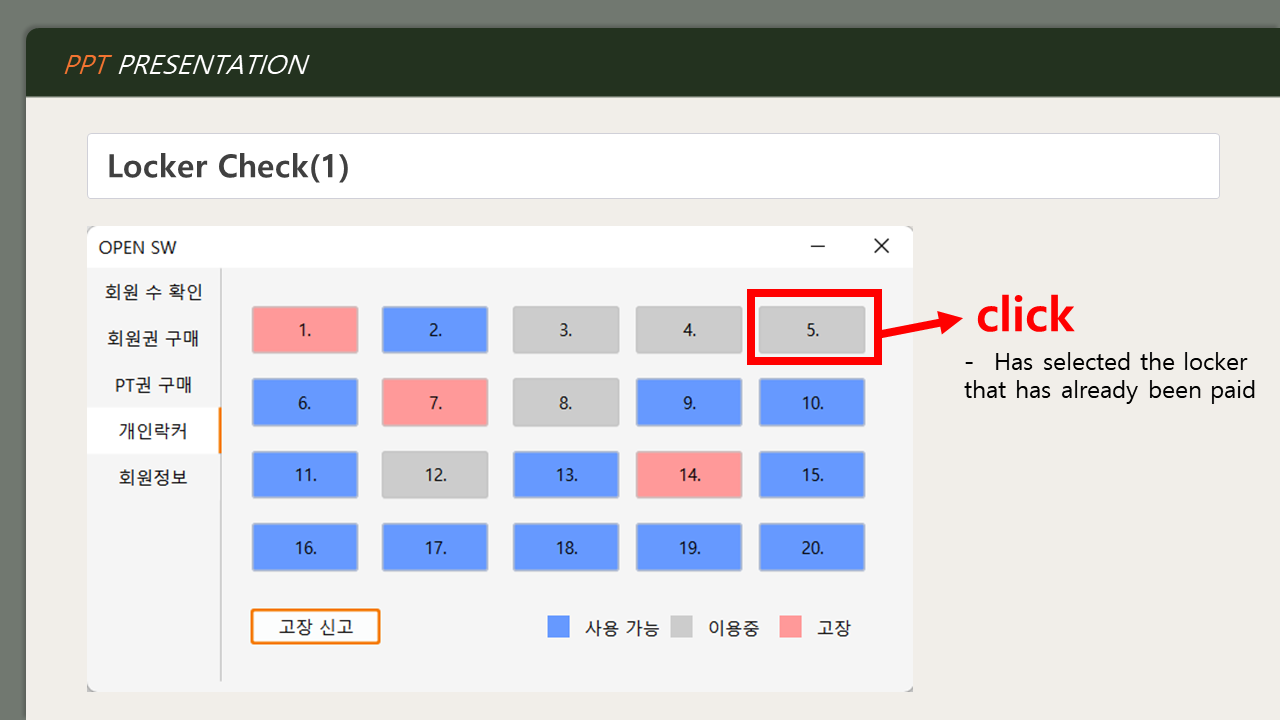 PPT PRESENTATION
Locker Check(1)
OPEN SW
회원 수 확인
회원권 구매
PT권 구매
개인락커
회원정보
1. 2. 3. 4. 5.
6. 7. 8. 9. 10.
11. 12. 13. 14. 15.
16. 17. 18. 19. 20.
고장 신고
사용 가능 이용중 고장
click
- Has selected the locker
that has already been paid